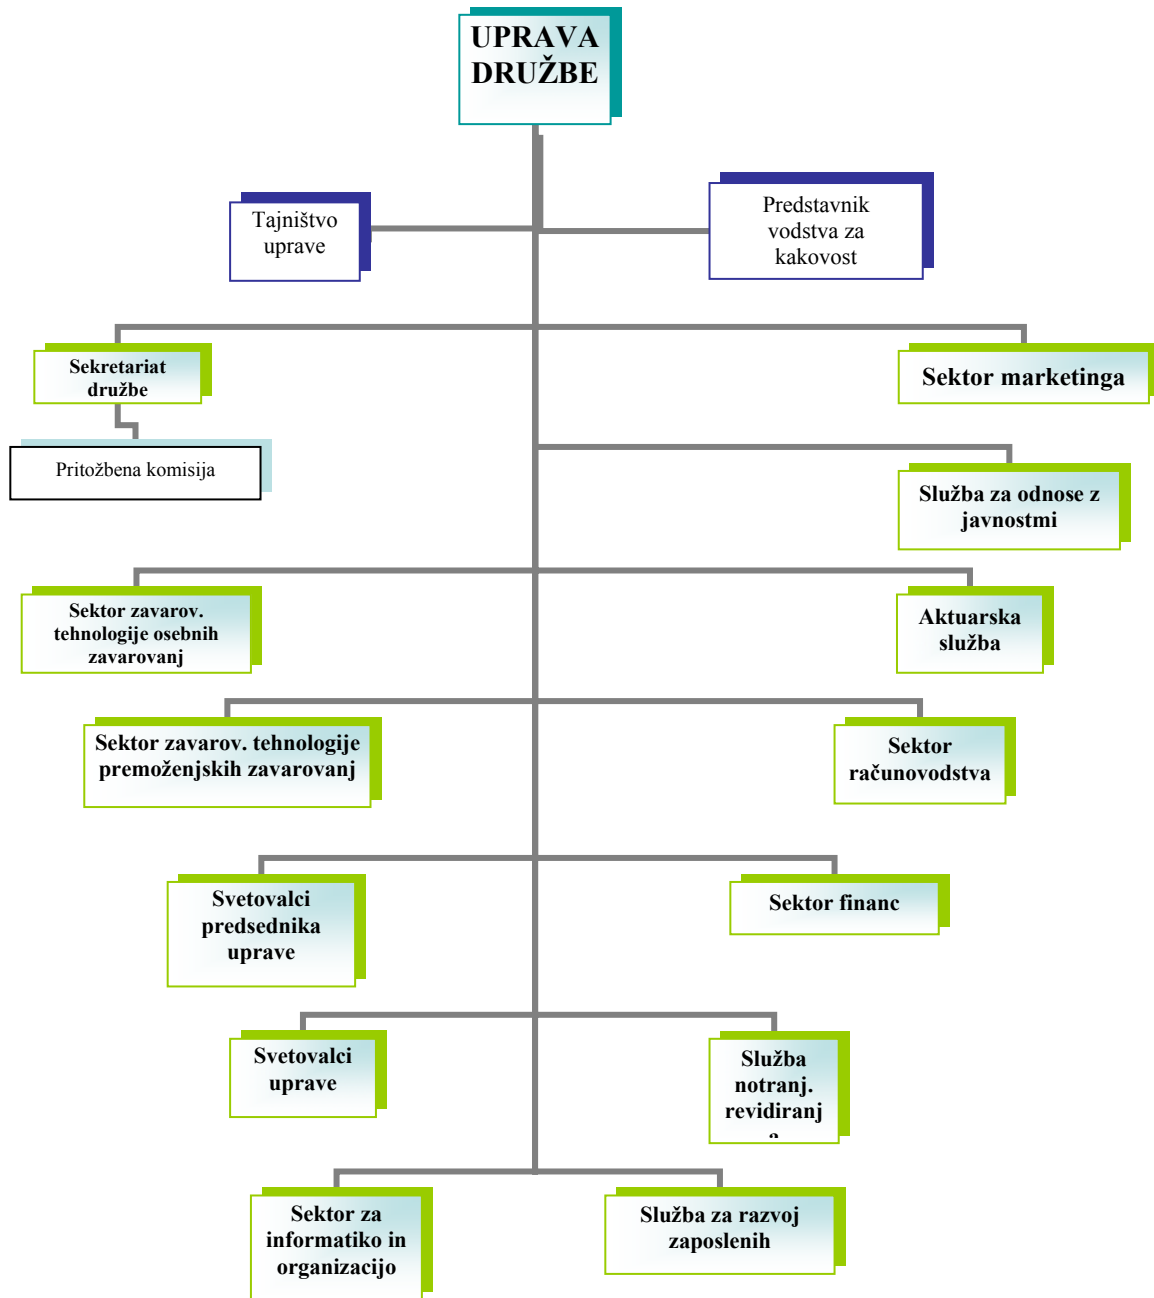 UPRAVA
DRUŽBE
Tajništvo
uprave
Predstavnik
vodstva za
kakovost
Sekretariat
družbe
Sektor marketinga
Pritožbena komisija
Služba za odnose z
javnostmi
Sektor zavarov.
tehnologije osebnih
zavarovanj
Aktuarska
služba
Sektor zavarov. tehnologije
premoženjskih zavarovanj
Sektor
računovodstva
Svetovalci
predsednika
uprave
Sektor financ
Svetovalci
uprave
Služba
notranj.
revidiranj
a
Sektor za
informatiko in
organizacijo
Služba za razvoj
zaposlenih